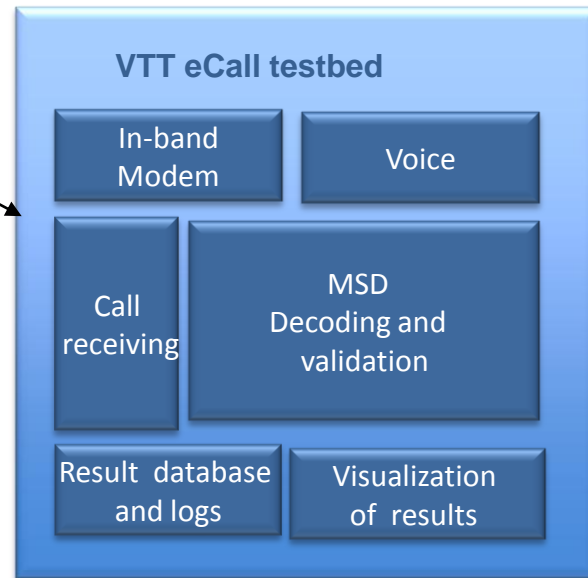 VTT eCall testbed
In-band
Modem
Voice
Call
receiving
MSD
Decoding and
validation
Result database
and logs
Visualization
of results